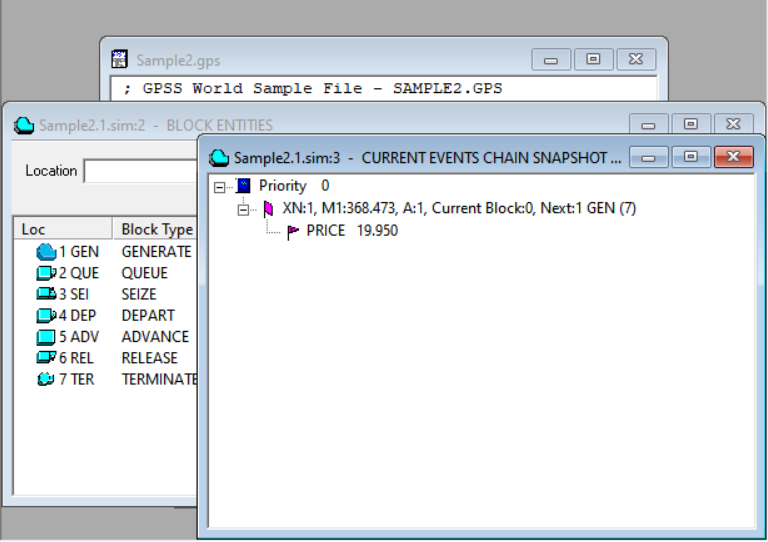 Sample2.gps
; GPSS World Sample File - SAMPLE2.GPS
Sample2.1.sim:2 - BLOCK ENTITIES
Location
Loc Block Type
1 GEN GENERATE
2 QUE QUEUE
3 SEI SEIZE
4 DEP DEPART
5 ADV ADVANCE
6 REL RELEASE
7 TER TERMINATE
Sample2.1.sim:3 - CURRENT EVENTS CHAIN SNAPSHOT ...
Priority 0
XN:1, M1:368.473, A:1, Current Block:0, Next:1 GEN (7)
PRICE 19.950